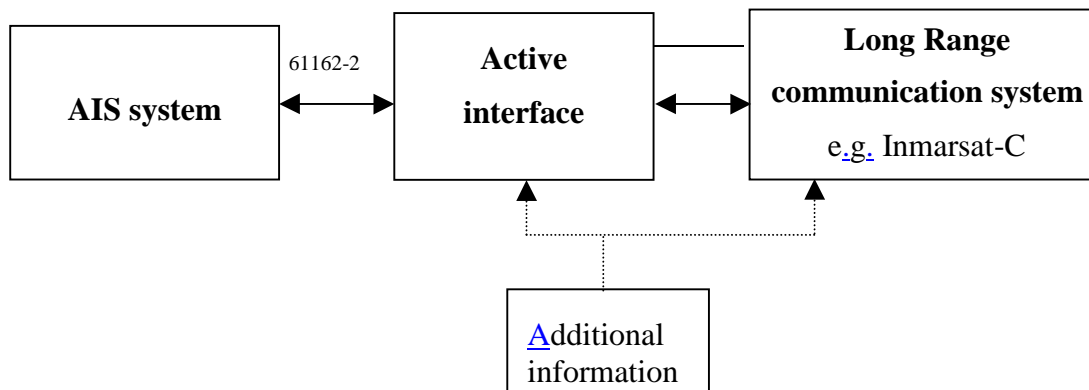 AIS system
61162-2
Active
interface
Long Range
communication system
e.g. Inmarsat-C
Additional
information